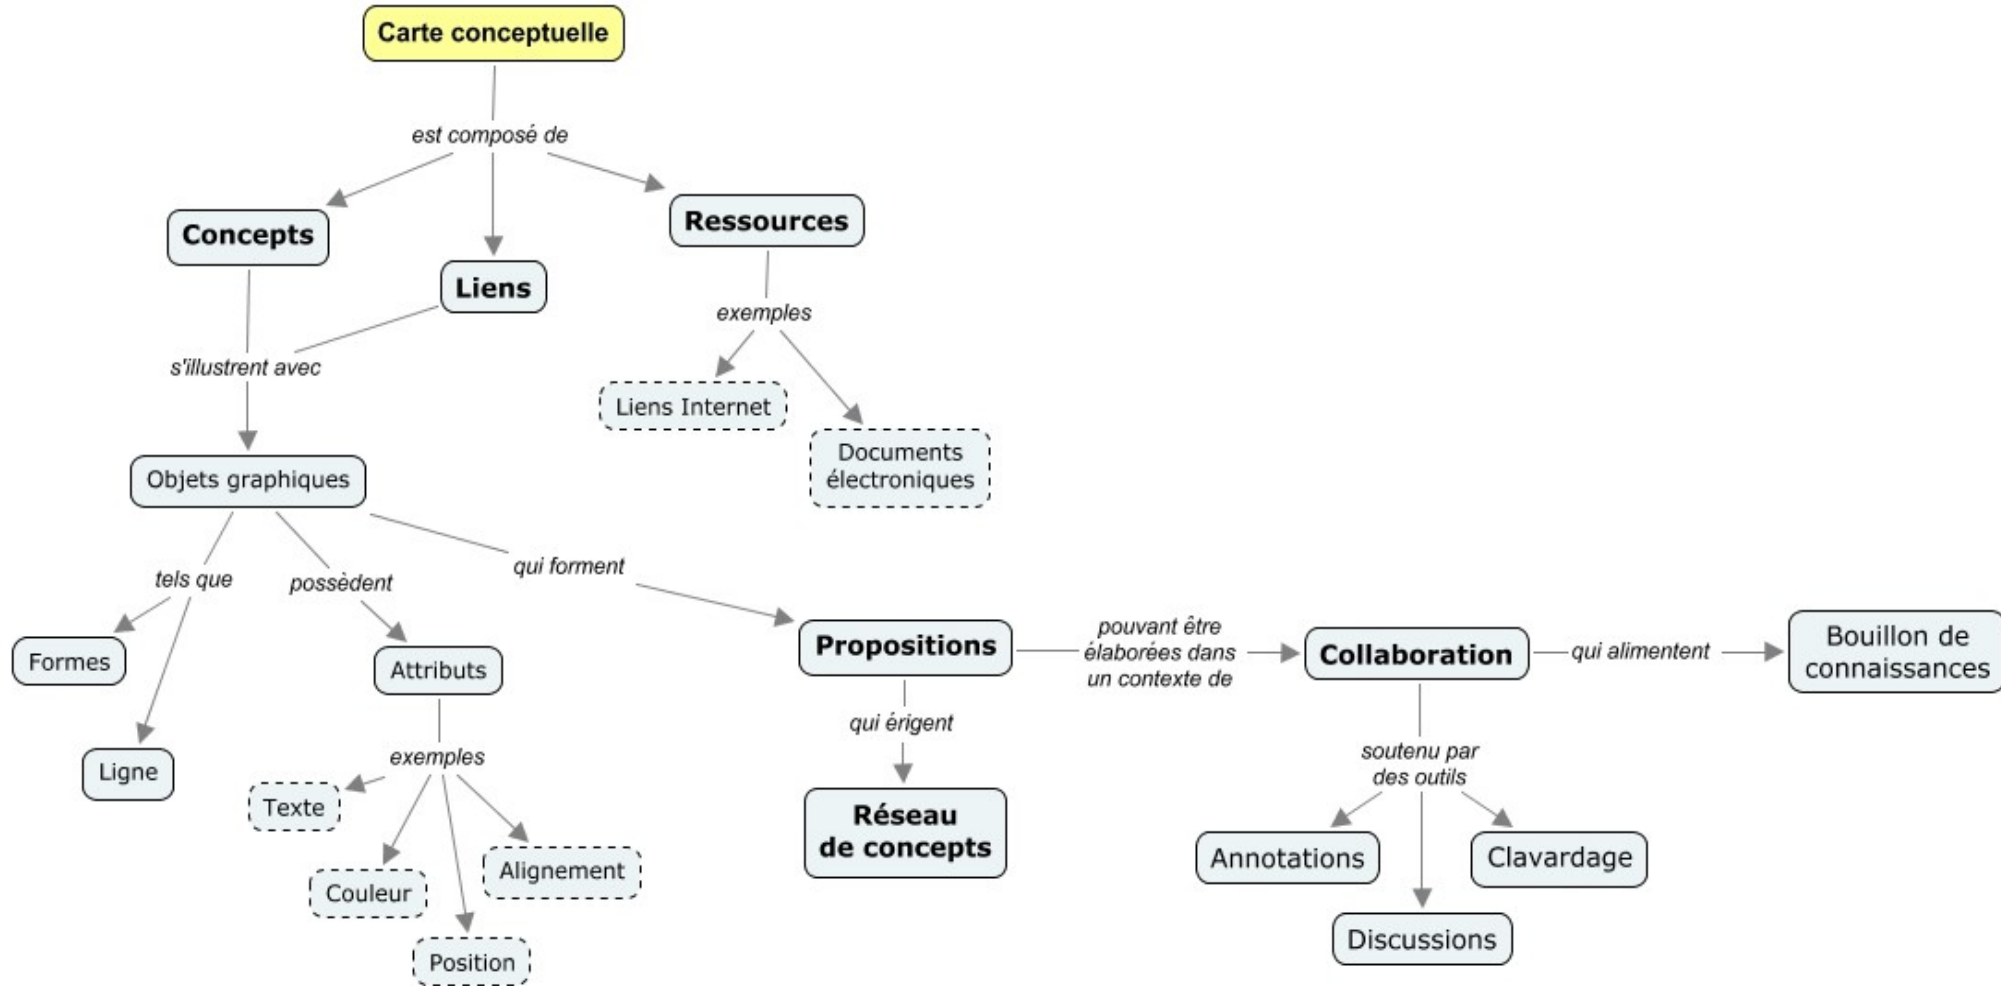 Carte conceptuelle
est composé de
Concepts
Liens
Ressources
s'illustrent avec
exemples
Liens Internet
Documents
électroniques
Objets graphiques
tels que
possèdent
qui forment
Formes
Ligne
Attributs
exemples
Texte
Couleur
Position
Alignement
Propositions
qui érigent
Réseau
de concepts
pouvant être
élaborées dans
un contexte de
Collaboration
qui alimentent
Bouillon de
connaissances
soutenu par
des outils
Annotations
Discussions
Clavardage